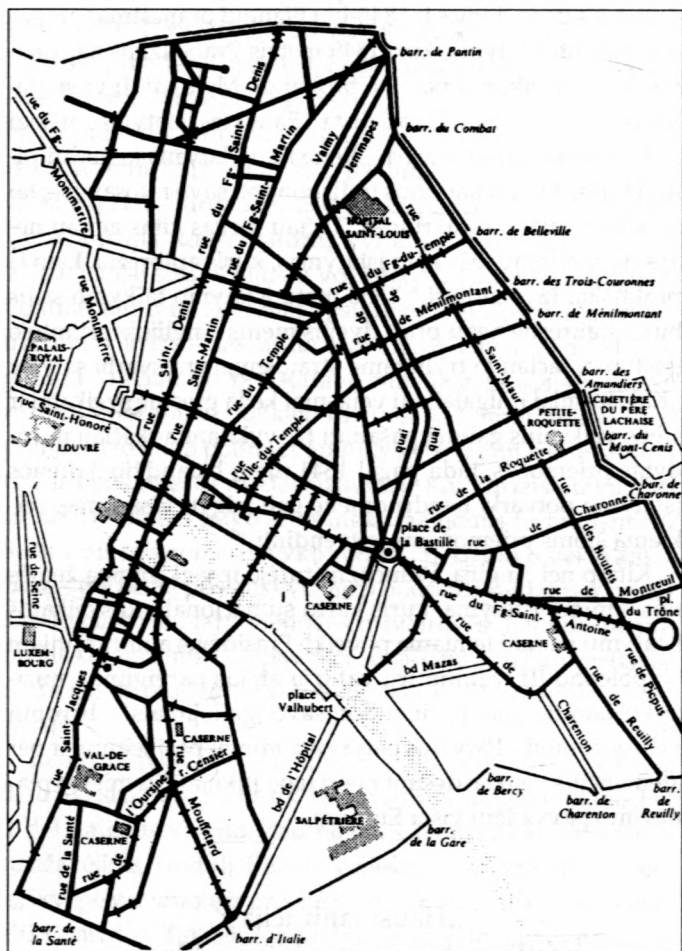 barr. de Pantin
barr. du Combat
rue du Fg-
Montmartre
rue du Fg-Saint-Denis
rue du Fg-Saint-Martin
Valmy
Jemmapes
HÔPITAL
SAINT-LOUIS
rue
barr. de Belleville
rue du Fg-du-Temple
barr. des Trois-Couronnes
barr. de Ménilmontant
rue de Ménilmontant
quai de
quai de
Saint-Maur
rue Montmartre
PALAIS
ROYAL
rue Saint-Honoré
LOUVRE
rue Saint-Denis
rue Saint-Martin
rue du Temple
rue Vile-du-Temple
barr. des
Amandiers
CIMETIÈRE
DU PÈRE
LACHAISE
PETITE-
ROQUETTE
barr.
du Mont-Cenis
barr. de
Charonne
rue de la Roquette
rue de Charonne
place de
la Bastille
rue des Boulets
rue de Montreuil
pl.
du Trône
rue du Fg-Saint-Antoine
CASERNE
CASERNE
rue de Picpus
rue de Reuilly
rue de Charenton
rue de Seine
LUXEM-
BOURG
bd Mazas
place
Valhubert
rue Saint-Jacques
VAL-DE-
GRACE
CASERNE
r. Censier
rue Mouffetard
CASERNE
rue de l'Oursine
rue de la Santé
bd de l'Hôpital
SALPÊTRIÈRE
barr. de
Bercy
barr.
de la Gare
barr. de
Charenton
barr. de
Reuilly
barr. de
la Santé
barr. d'Italie